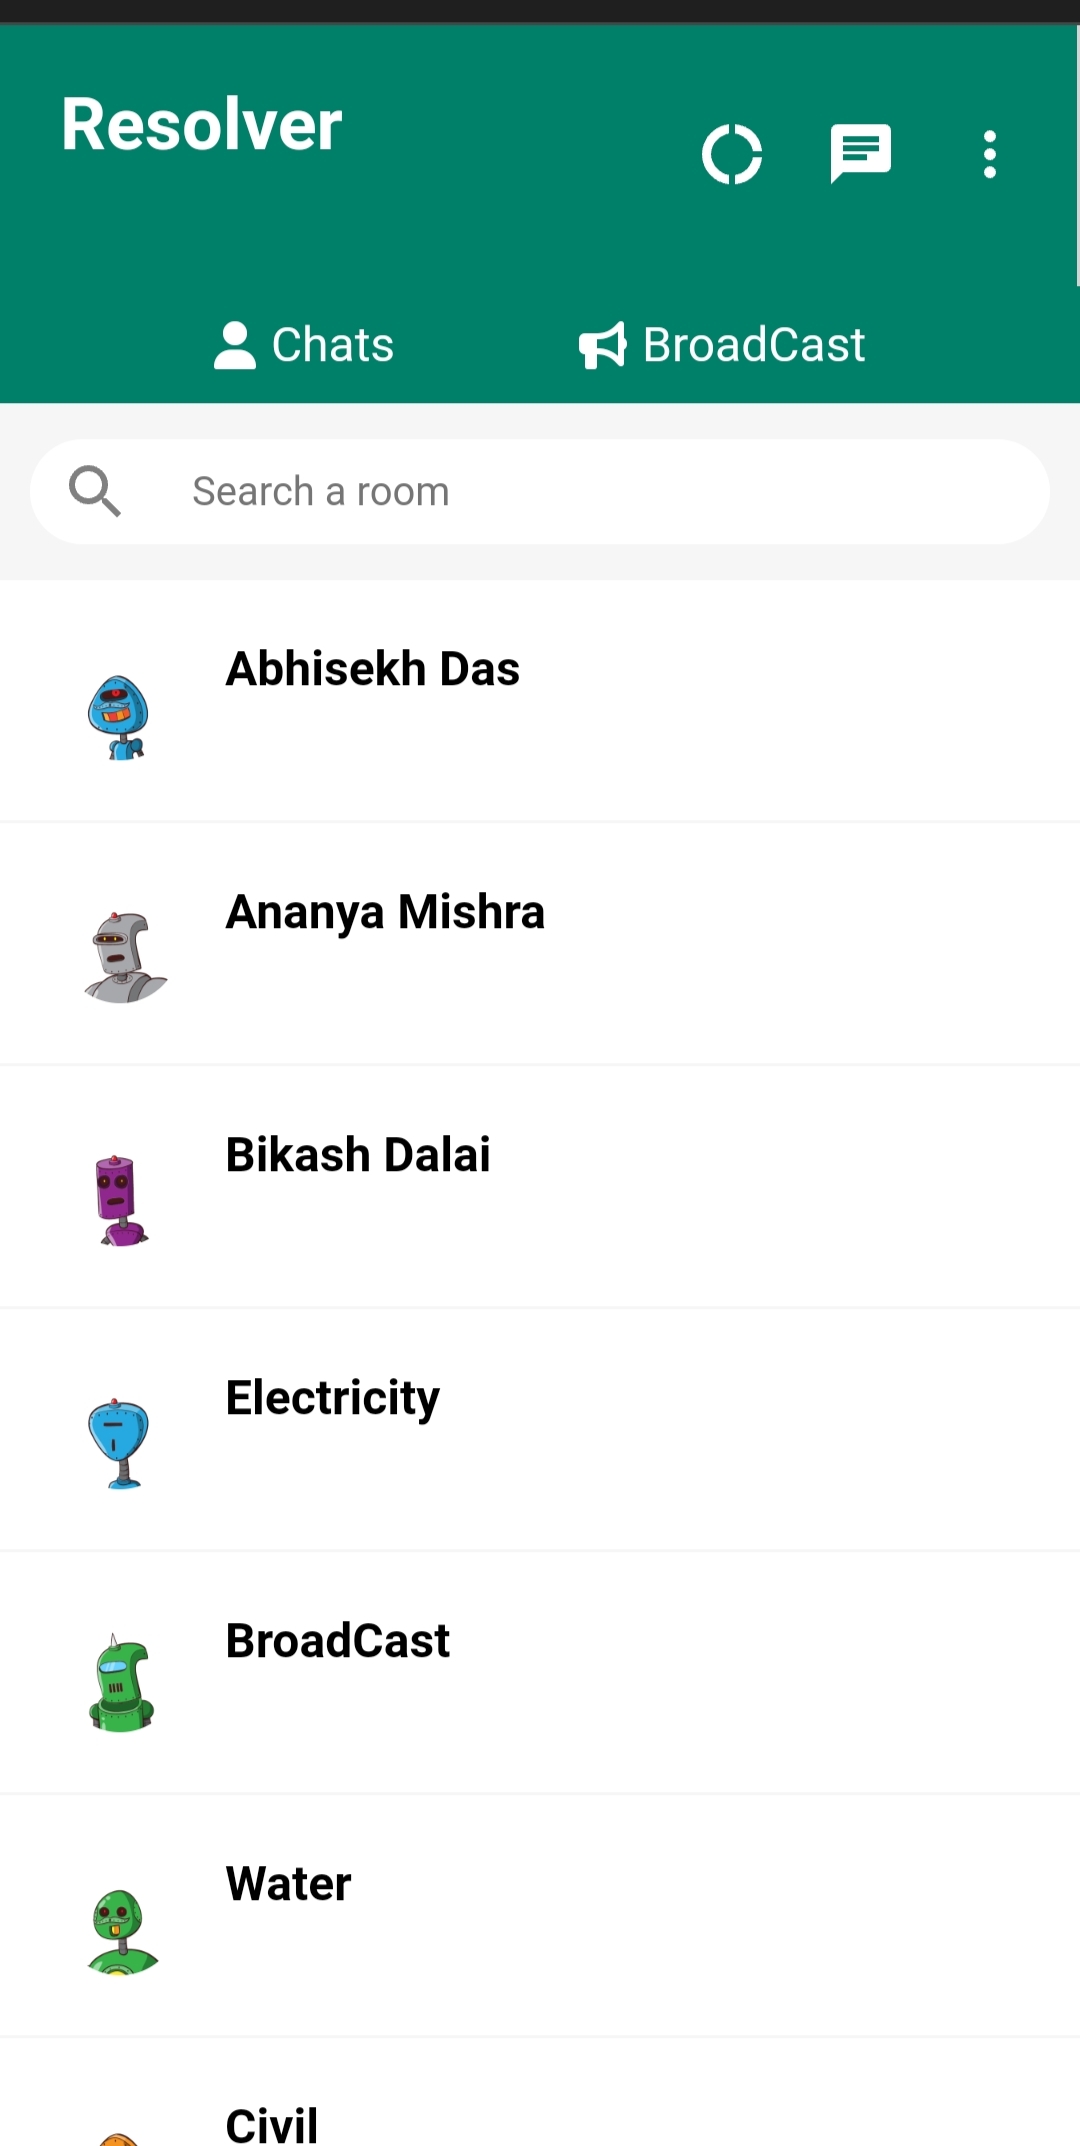 Resolver
Chats
BroadCast
Search a room
Abhisekh Das
Ananya Mishra
Bikash Dalai
Electricity
BroadCast
Water
Civil